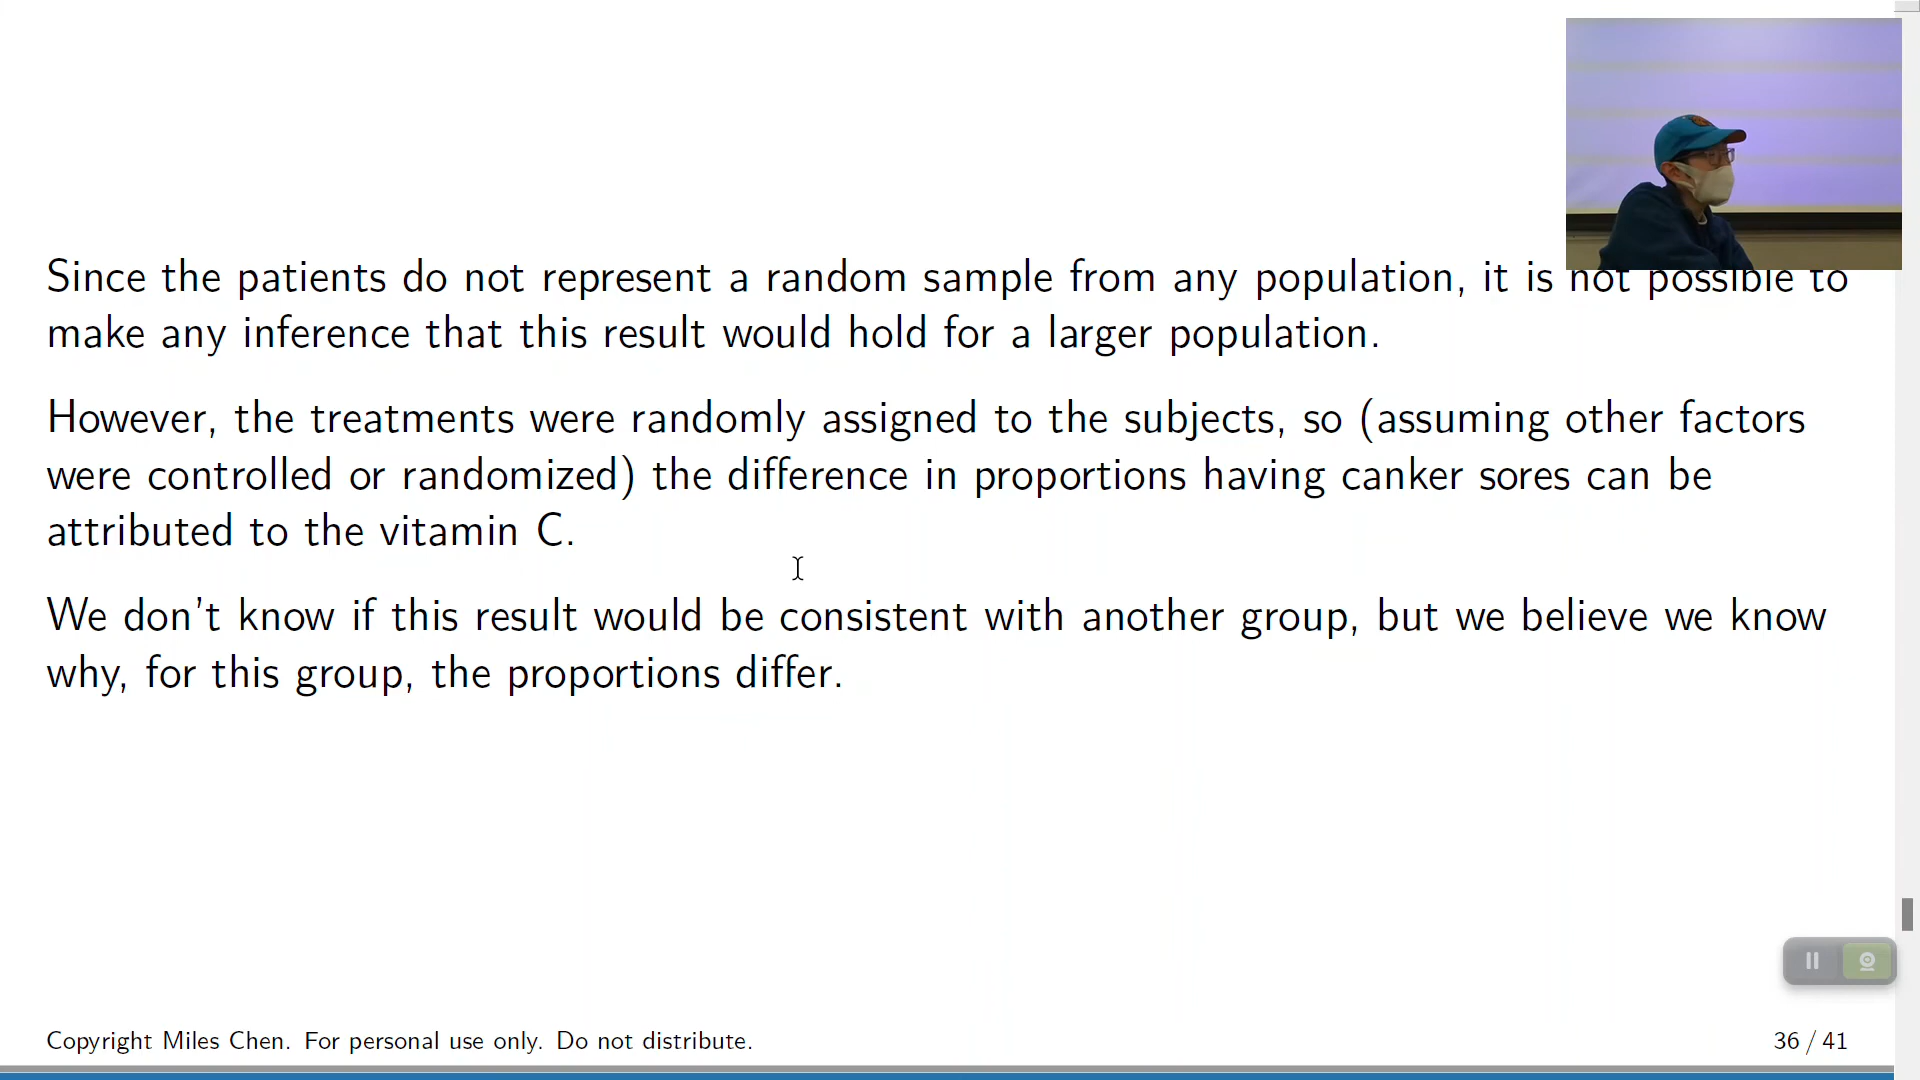 Since the patients do not represent a random sample from any population, it is not possible to
make any inference that this result would hold for a larger population.
However, the treatments were randomly assigned to the subjects, so (assuming other factors
were controlled or randomized) the difference in proportions having canker sores can be
attributed to the vitamin C.
We don't know if this result would be consistent with another group, but we believe we know
why, for this group, the proportions differ.
Copyright Miles Chen. For personal use only. Do not distribute.
36 / 41